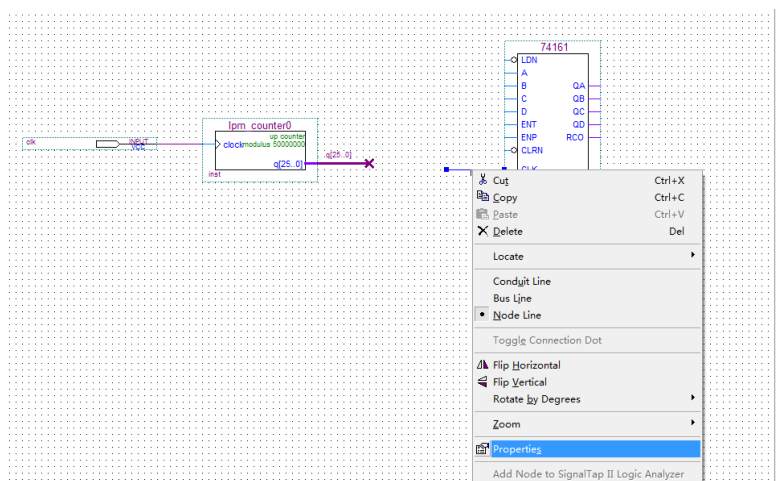 74161
LDN
A
B QA
C QB
D QC
ENT QD
ENP RCO
CLRN
CLK
clk INPUT
VCC
lpm_counter0
up counter
clock modulus 50000000
q[25..0]
inst
q[25..0]
Cut Ctrl+X
Copy Ctrl+C
Paste Ctrl+V
Delete Del
Locate
Conduit Line
Bus Line
Node Line
Toggle Connection Dot
Flip Horizontal
Flip Vertical
Rotate by Degrees
Zoom
Properties
Add Node to SignalTap II Logic Analyzer